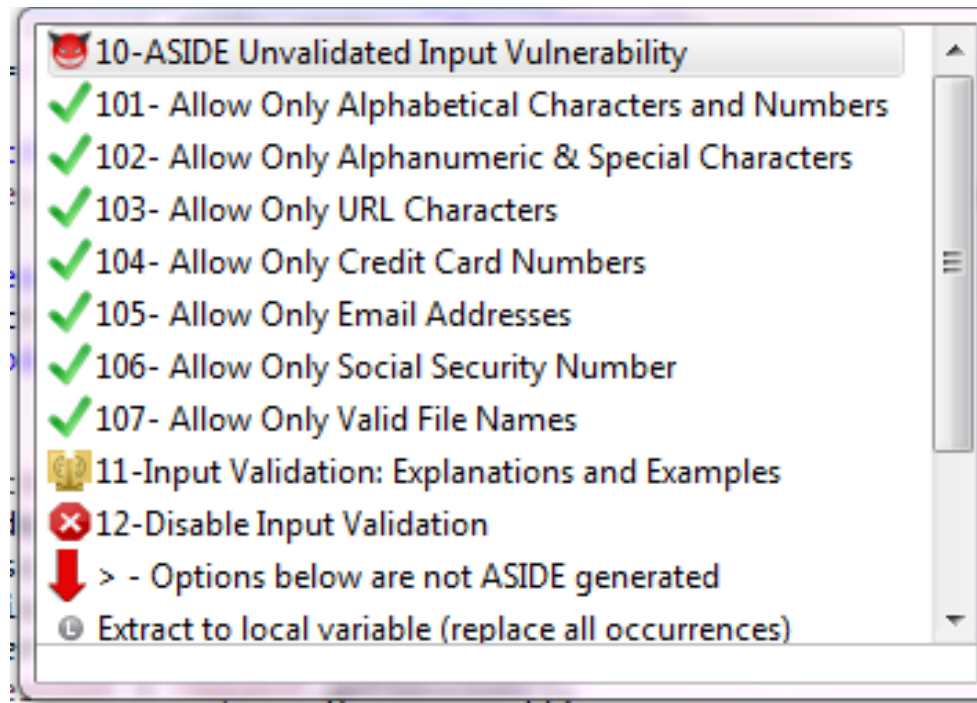 10-ASIDE Unvalidated Input Vulnerability
101- Allow Only Alphabetical Characters and Numbers
102- Allow Only Alphanumeric & Special Characters
103- Allow Only URL Characters
104- Allow Only Credit Card Numbers
105- Allow Only Email Addresses
106- Allow Only Social Security Number
107- Allow Only Valid File Names
11-Input Validation: Explanations and Examples
12-Disable Input Validation
> - Options below are not ASIDE generated
Extract to local variable (replace all occurrences)